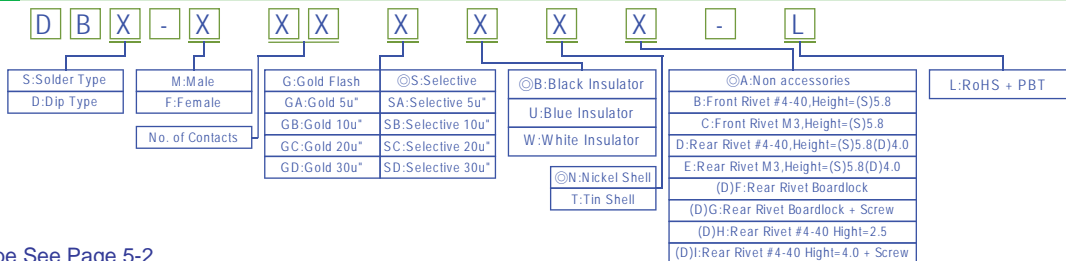 D B X - X X X X X X X - L
S:Solder Type
D:Dip Type
M:Male
F:Female
No. of Contacts
G:Gold Flash
GA:Gold 5u"
GB:Gold 10u"
GC:Gold 20u"
GD:Gold 30u"
◎S:Selective
SA:Selective 5u"
SB:Selective 10u"
SC:Selective 20u"
SD:Selective 30u"
◎B:Black Insulator
U:Blue Insulator
W:White Insulator
◎N:Nickel Shell
T:Tin Shell
◎A:Non accessories
B:Front Rivet #4-40,Height=(S)5.8
C:Front Rivet M3,Height=(S)5.8
D:Rear Rivet #4-40,Height=(S)5.8(D)4.0
E:Rear Rivet M3,Height=(S)5.8(D)4.0
(D)F:Rear Rivet Boardlock
(D)G:Rear Rivet Boardlock + Screw
(D)H:Rear Rivet #4-40 Hight=2.5
(D)I:Rear Rivet #4-40 Hight=4.0 + Screw
L:RoHS + PBT
See Page 5-2